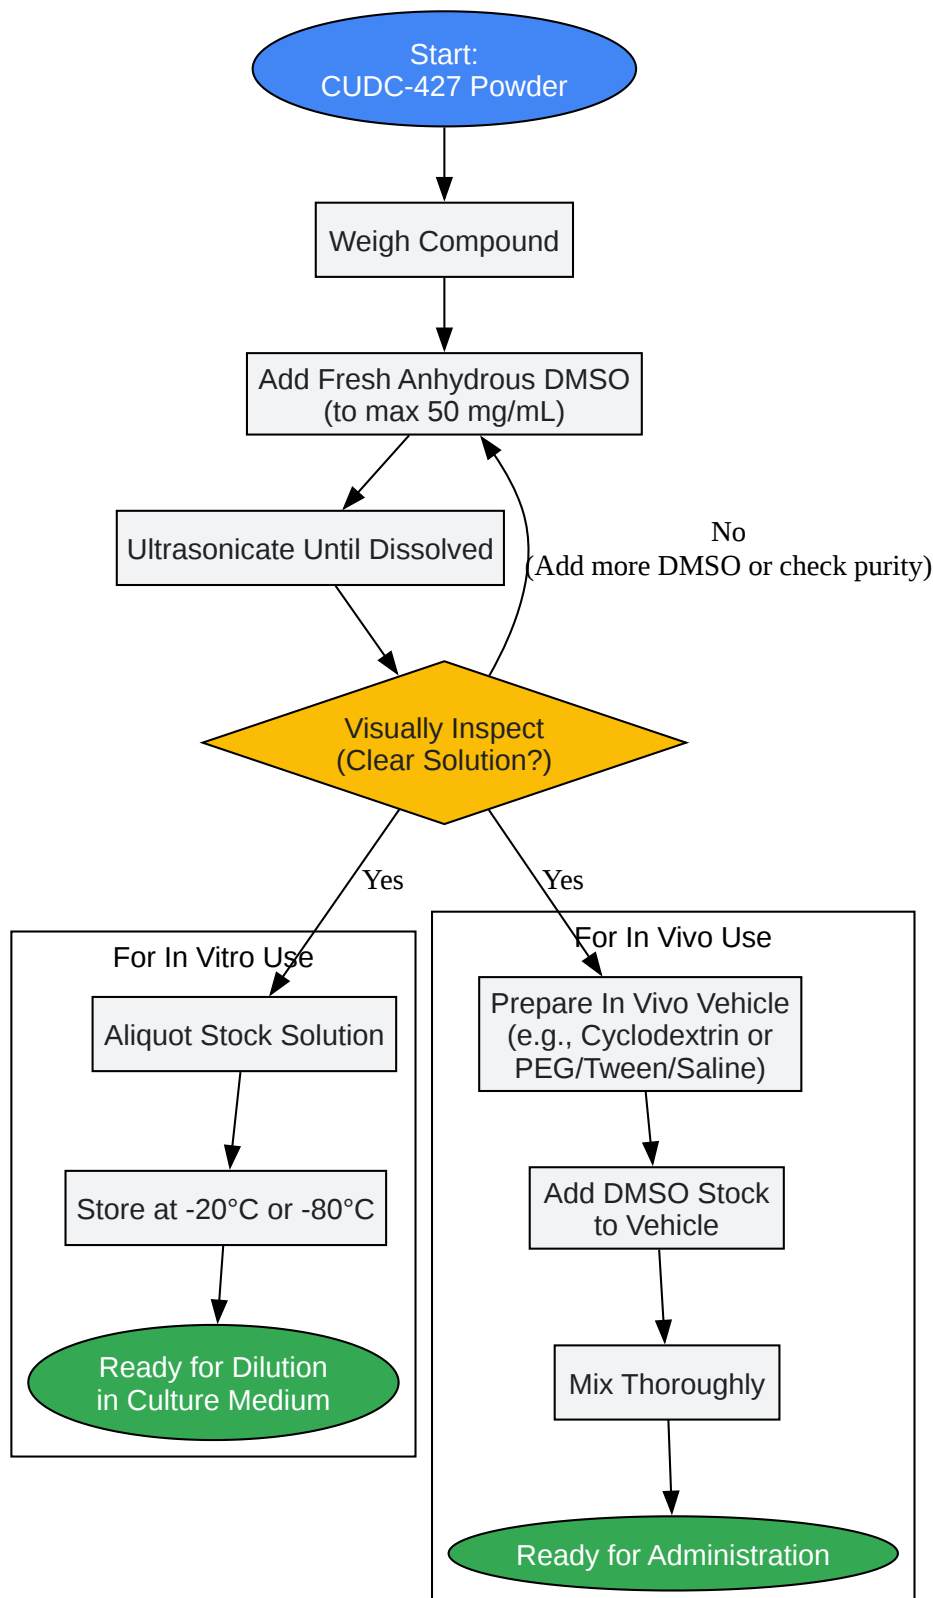 Start:
CUDC-427 Powder
Weigh Compound
Add Fresh Anhydrous DMSO
(to max 50 mg/mL)
Ultrasonicate Until Dissolved
No
(Add more DMSO or check purity)
Visually Inspect
(Clear Solution?)
Yes
Yes
For In Vitro Use
Aliquot Stock Solution
Store at -20°C or -80°C
Ready for Dilution
in Culture Medium
For In Vivo Use
Prepare In Vivo Vehicle
(e.g., Cyclodextrin or
PEG/Tween/Saline)
Add DMSO Stock
to Vehicle
Mix Thoroughly
Ready for Administration